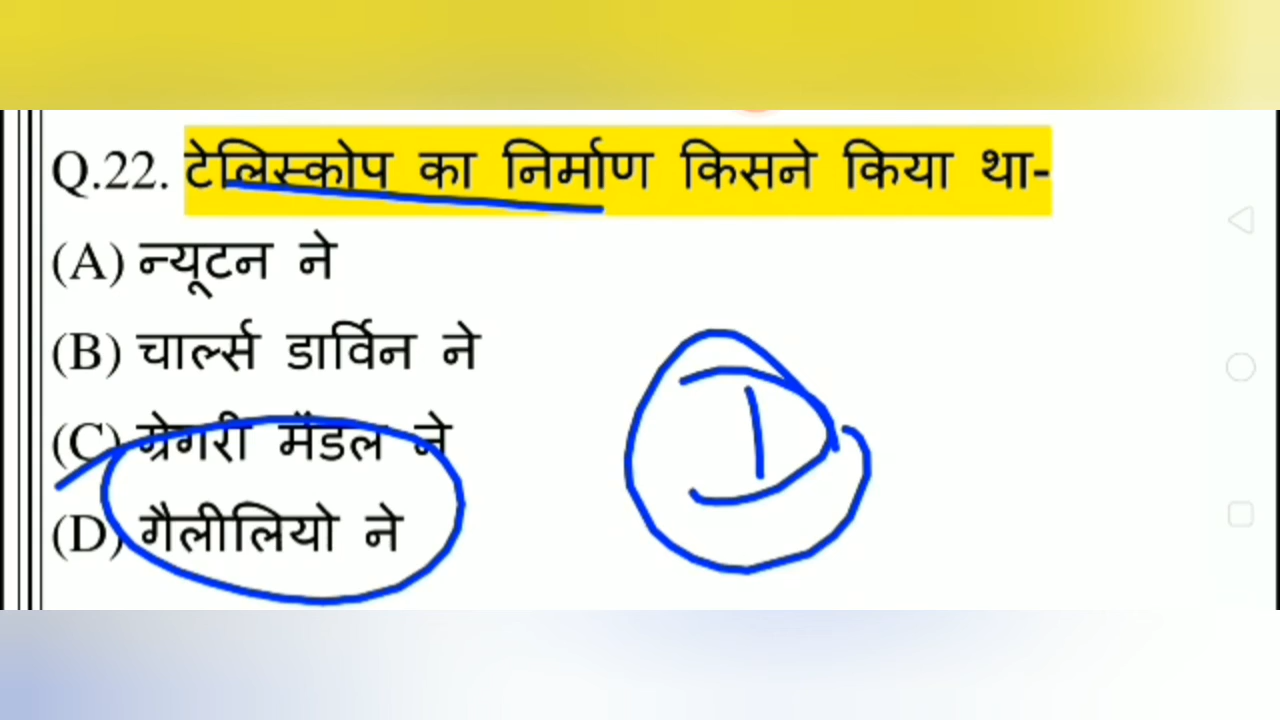 Q.22. टेलिस्कोप का निर्माण किसने किया था-
(A) न्यूटन ने
(B) चार्ल्स डार्विन ने
(C) ग्रेगरी मेंडल ने
(D) गैलीलियो ने
D